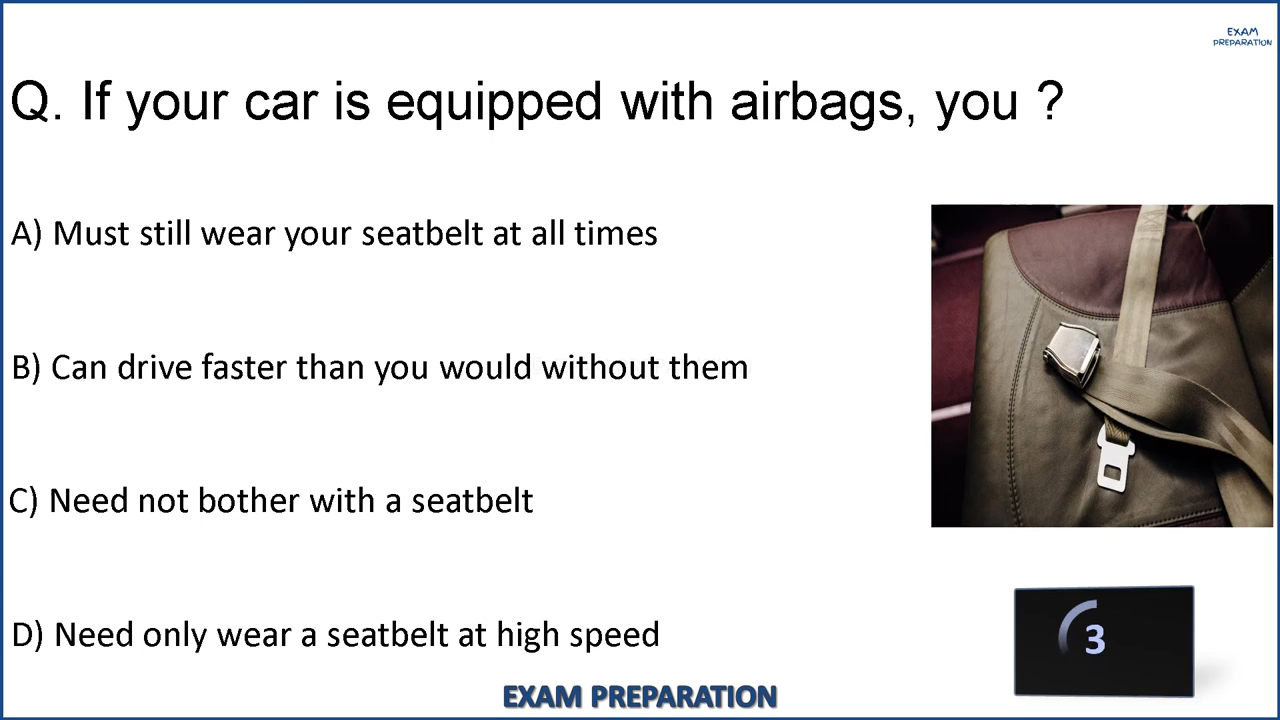 EXAM
PREPARATION
Q. If your car is equipped with airbags, you ?
A) Must still wear your seatbelt at all times
B) Can drive faster than you would without them
C) Need not bother with a seatbelt
D) Need only wear a seatbelt at high speed
3
EXAM PREPARATION